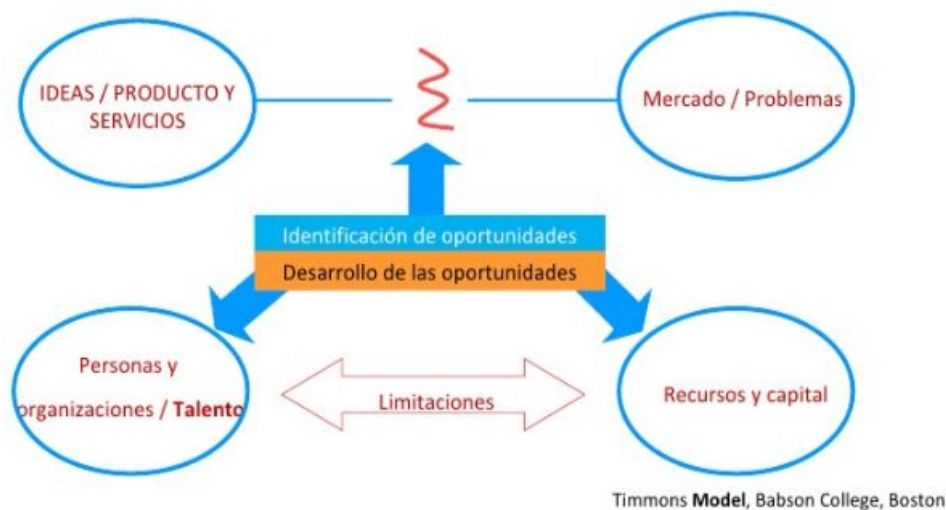 IDEAS / PRODUCTO Y
SERVICIOS
Mercado / Problemas
Identificación de oportunidades
Desarrollo de las oportunidades
Personas y
organizaciones / Talento
Limitaciones
Recursos y capital
Timmons Model, Babson College, Boston